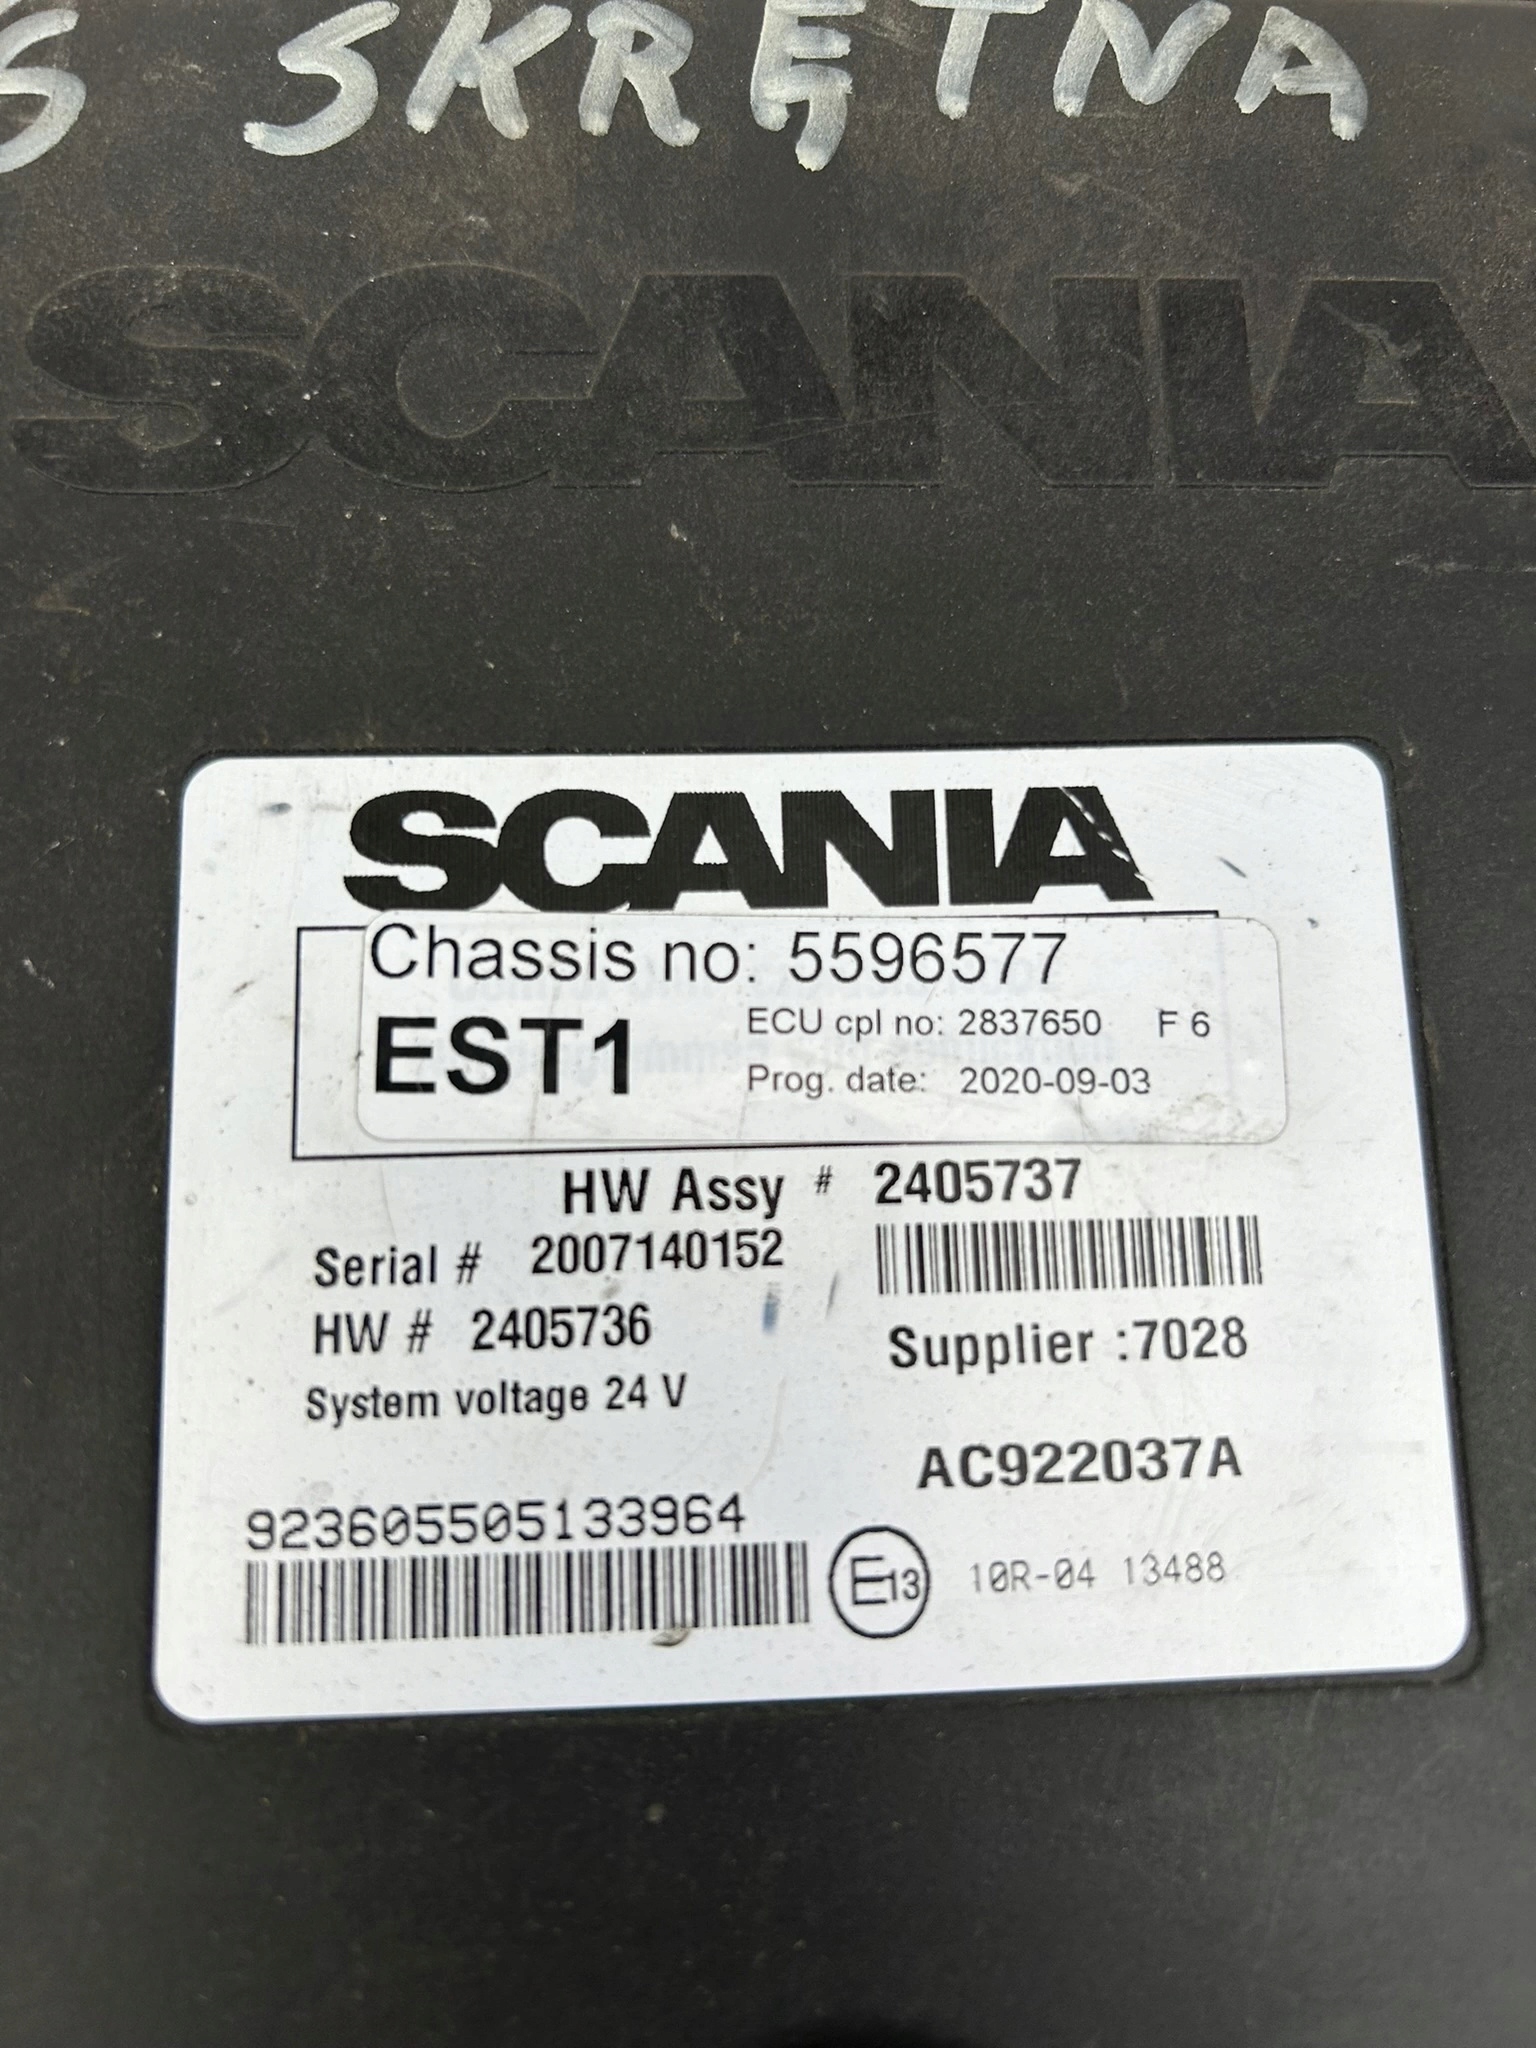 SKRĘTNA
SCANIA
SCANIA
Chassis no: 5596577
EST1
ECU cpl no: 2837650 F 6
Prog. date: 2020-09-03
HW Assy # 2405737
Serial # 2007140152
HW # 2405736
Supplier :7028
System voltage 24 V
AC922037A
923605505133964
E13 10R-04 13488